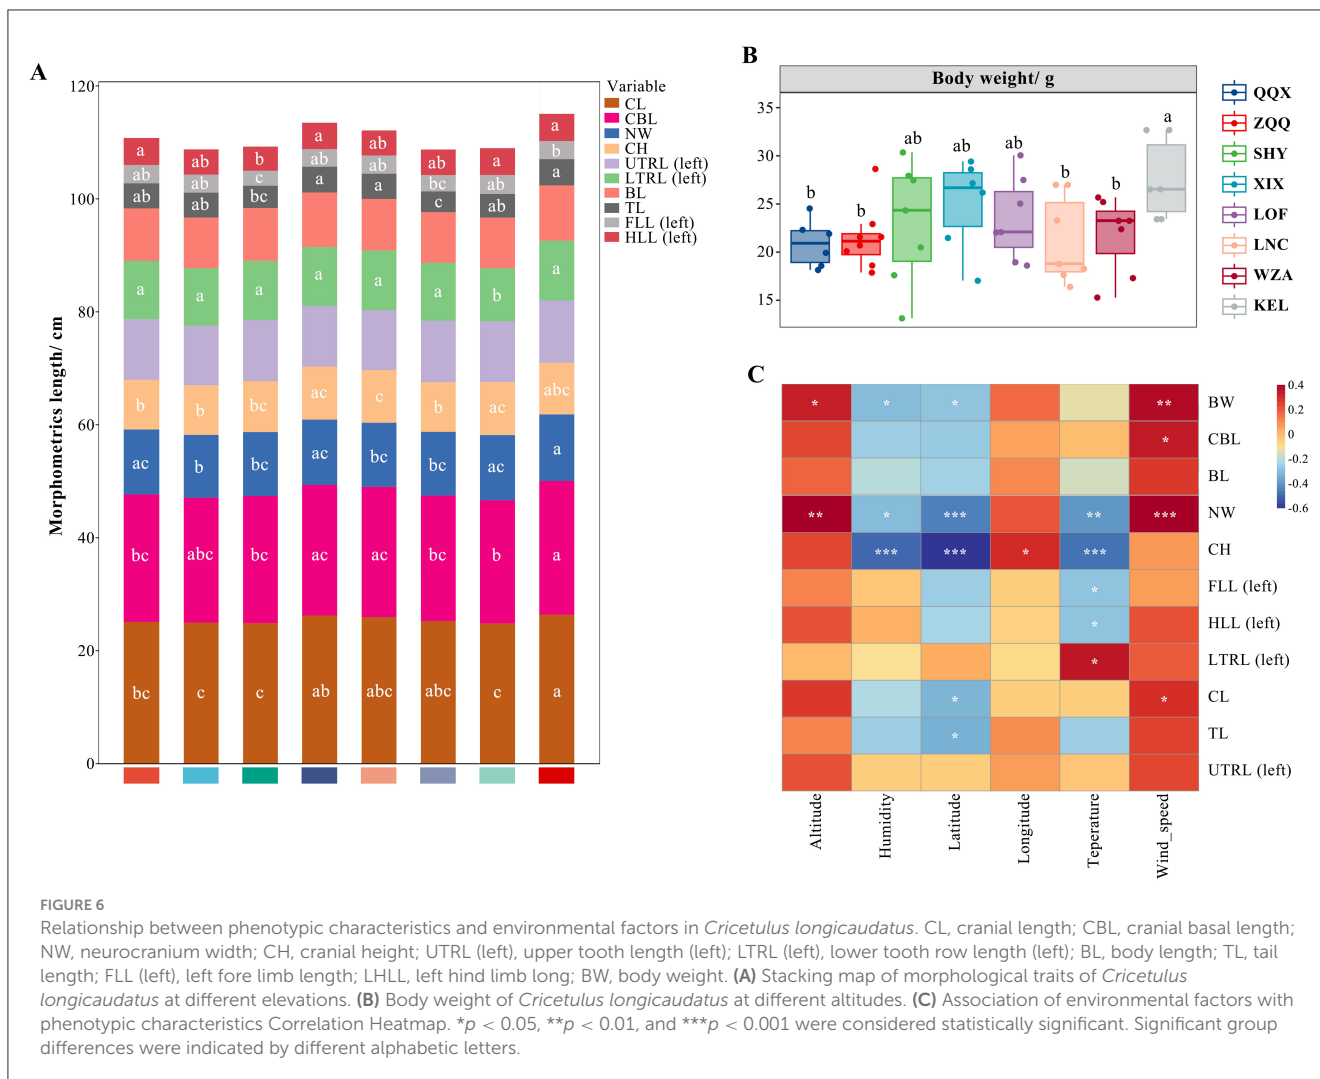 A
Morphometrics length/ cm
120
100
80
60
40
20
0
a ab b a ab ab ab a
ab ab c ab ab bc ab b
ab ab bc a a c ab a
a a a a a a b a
b b bc ac c b ac abc
ac b bc ac bc bc ac a
bc abc bc ac ac bc b a
bc c c ab abc abc c a
Variable
CL
CBL
NW
CH
UTRL (left)
LTRL (left)
BL
TL
FLL (left)
HLL (left)
B
Body weight/ g
35
30
25
20
15
b b ab ab ab b b a
QQX
ZQQ
SHY
XIX
LOF
LNC
WZA
KEL
C
* * * ** BW
* CBL
BL
** * *** ** *** NW
*** *** * *** CH
* FLL (left)
* HLL (left)
* LTRL (left)
* * CL
* TL
UTRL (left)
Altitude
Humidity
Latitude
Longitude
Teperature
Wind_speed
0.4
0.2
0
-0.2
-0.4
-0.6
FIGURE 6
Relationship between phenotypic characteristics and environmental factors in Cricetulus longicaudatus. CL, cranial length; CBL, cranial basal length;
NW, neurocranium width; CH, cranial height; UTRL (left), upper tooth length (left); LTRL (left), lower tooth row length (left); BL, body length; TL, tail
length; FLL (left), left fore limb length; LHLL, left hind limb long; BW, body weight. (A) Stacking map of morphological traits of Cricetulus
longicaudatus at different elevations. (B) Body weight of Cricetulus longicaudatus at different altitudes. (C) Association of environmental factors with
phenotypic characteristics Correlation Heatmap. *p < 0.05, **p < 0.01, and ***p < 0.001 were considered statistically significant. Significant group
differences were indicated by different alphabetic letters.